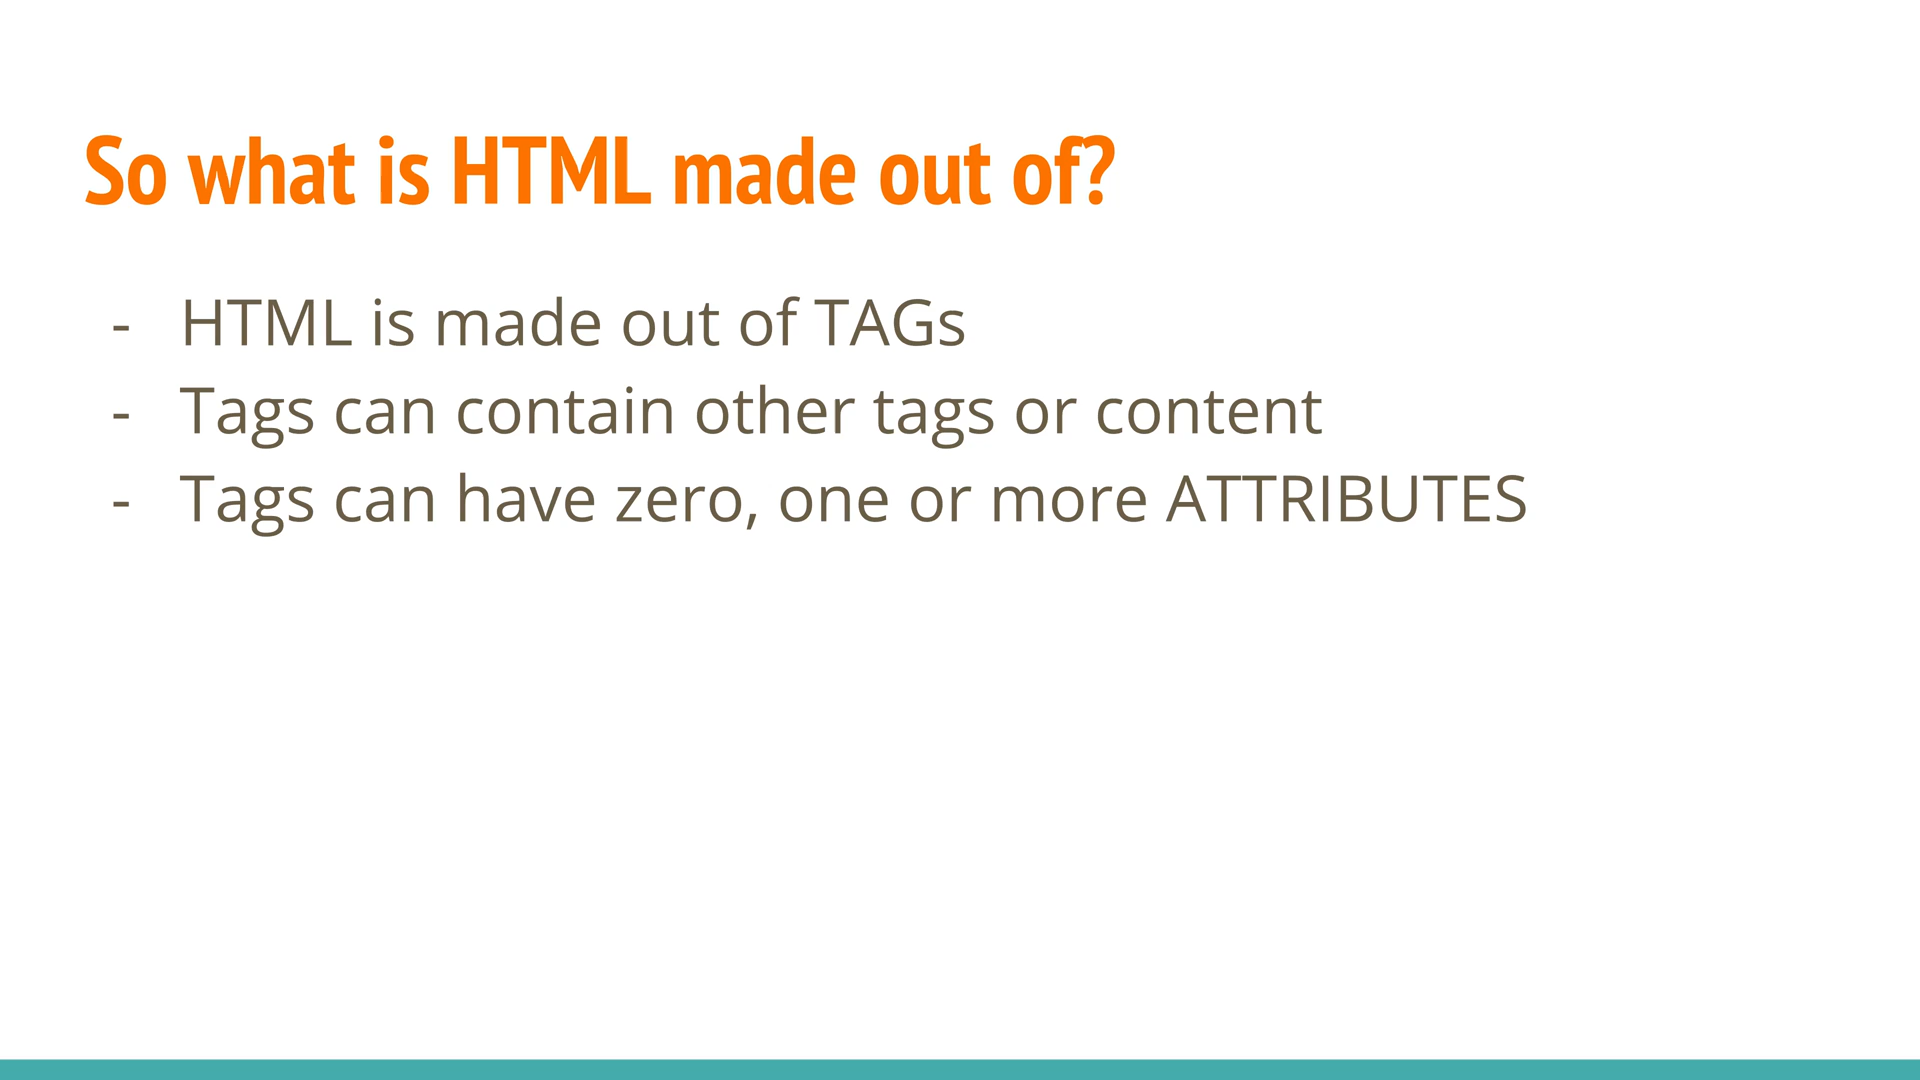 So what is HTML made out of?
- HTML is made out of TAGs
- Tags can contain other tags or content
- Tags can have zero, one or more ATTRIBUTES